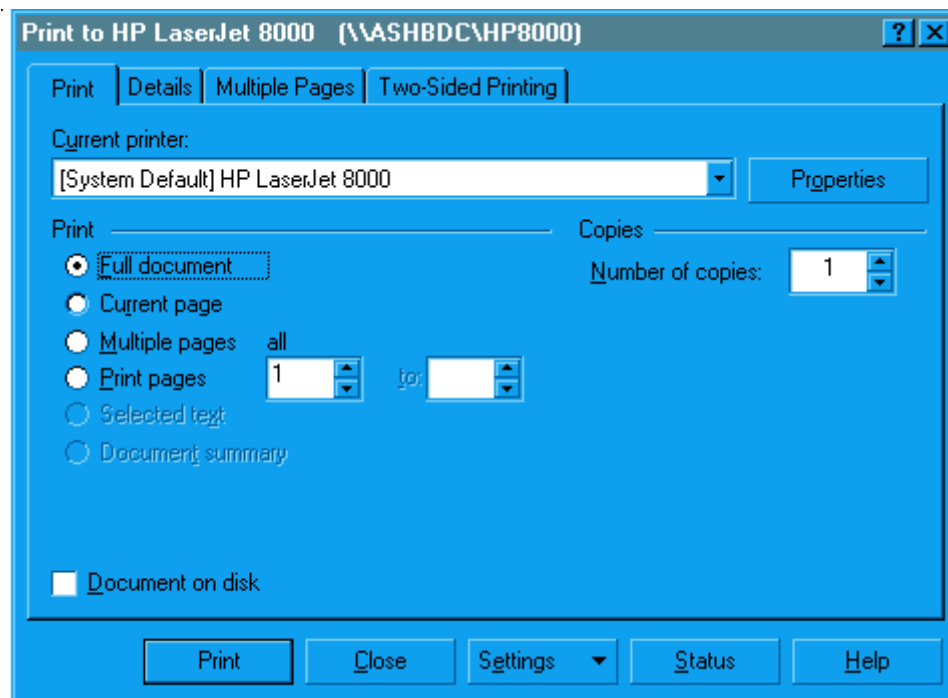 Print to HP LaserJet 8000 (\\ASHBDC\HP8000)
Print Details Multiple Pages Two-Sided Printing
Current printer:
[System Default] HP LaserJet 8000 Properties
Print Copies
Full document Number of copies: 1
Current page
Multiple pages all
Print pages 1 to:
Selected text
Document summary
Document on disk
Print Close Settings Status Help